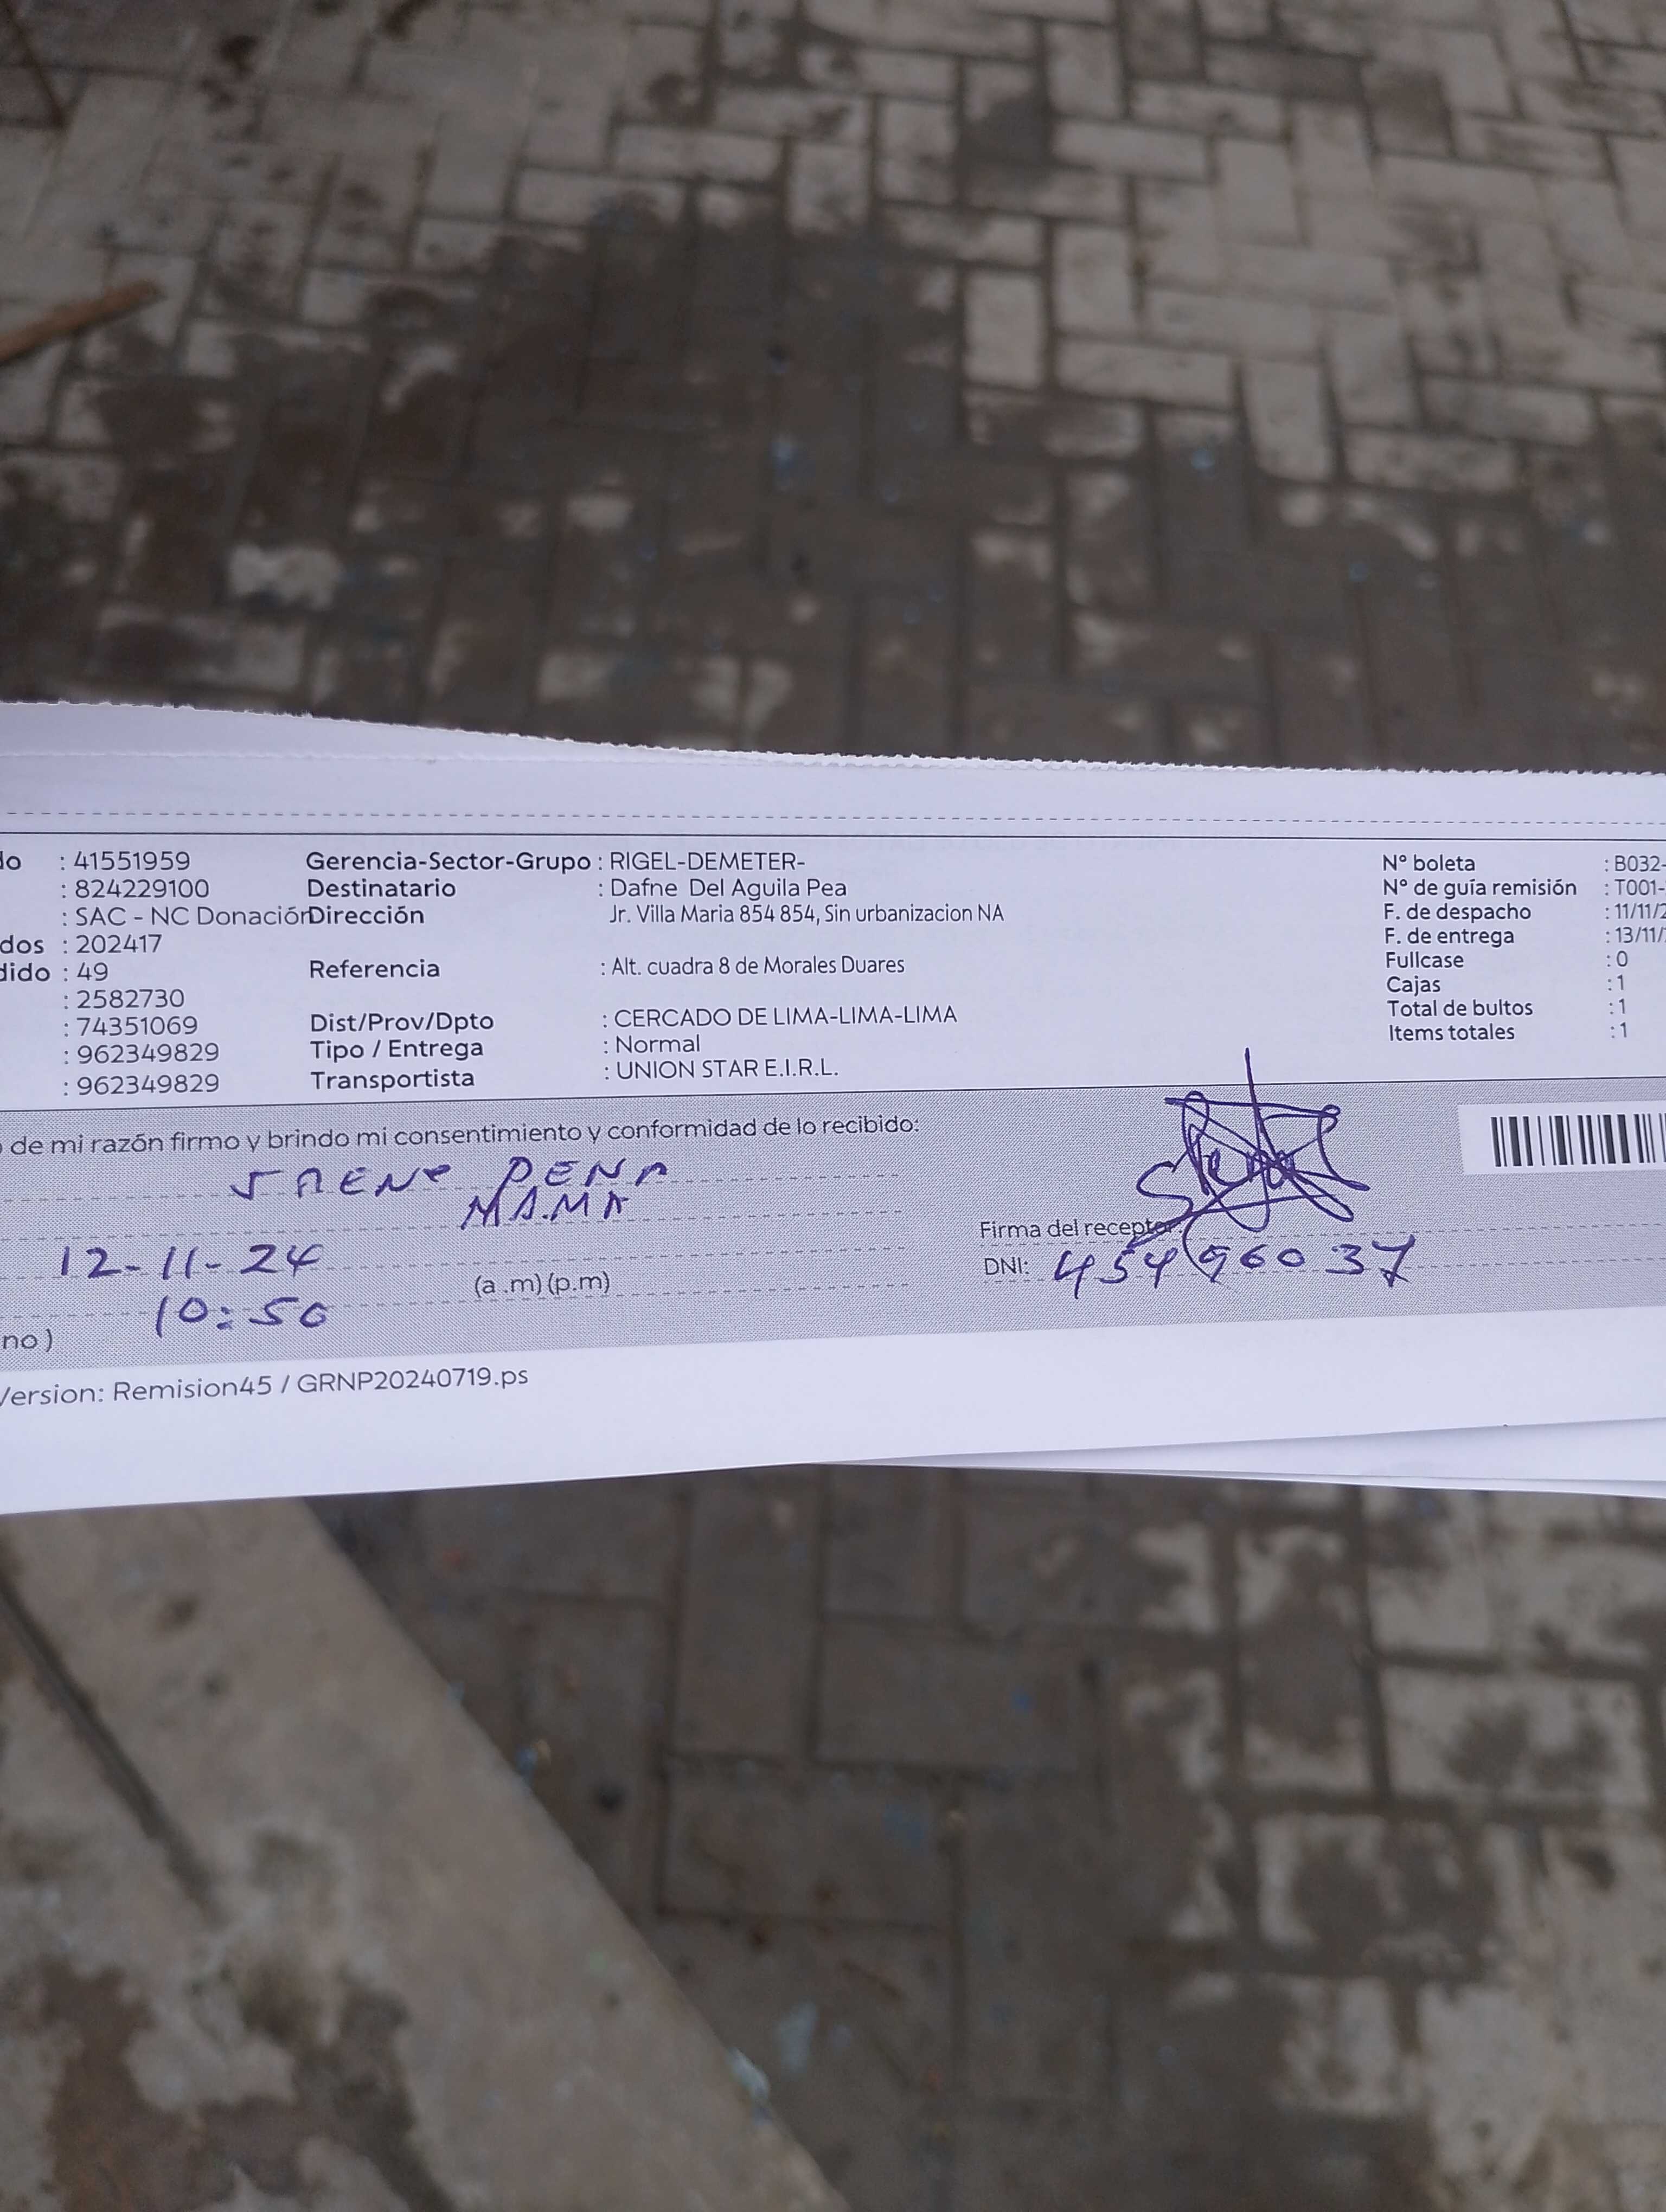 do : 41551959 Gerencia-Sector-Grupo : RIGEL-DEMETER- N° boleta : B032-
: 824229100 Destinatario : Dafne Del Aguila Pea N° de guía remisión : T001-
: SAC - NC Donación Dirección Jr. Villa Maria 854 854, Sin urbanizacion NA F. de despacho : 11/11/2
dos : 202417 F. de entrega : 13/11/
dido : 49 Referencia : Alt. cuadra 8 de Morales Duares Fullcase : 0
: 2582730 Cajas : 1
: 74351069 Dist/Prov/Dpto : CERCADO DE LIMA-LIMA-LIMA Total de bultos : 1
: 962349829 Tipo / Entrega : Normal Items totales : 1
: 962349829 Transportista : UNION STAR E.I.R.L.
de mi razón firmo y brindo mi consentimiento y conformidad de lo recibido:
PENA
MAMA
Firma del receptor:
12-11-24 DNI: 45496037
10:50 (a .m) (p.m)
no )
Version: Remision45 / GRNP20240719.ps